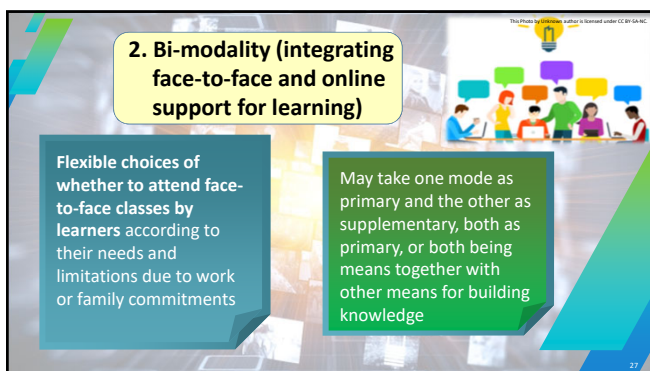 This Photo by Unknown author is licensed under CC BY-SA-NC.
2. Bi-modality (integrating
face-to-face and online
support for learning)
Flexible choices of
whether to attend face-
to-face classes by
learners according to
their needs and
limitations due to work
or family commitments
May take one mode as
primary and the other as
supplementary, both as
primary, or both being
means together with
other means for building
knowledge
27